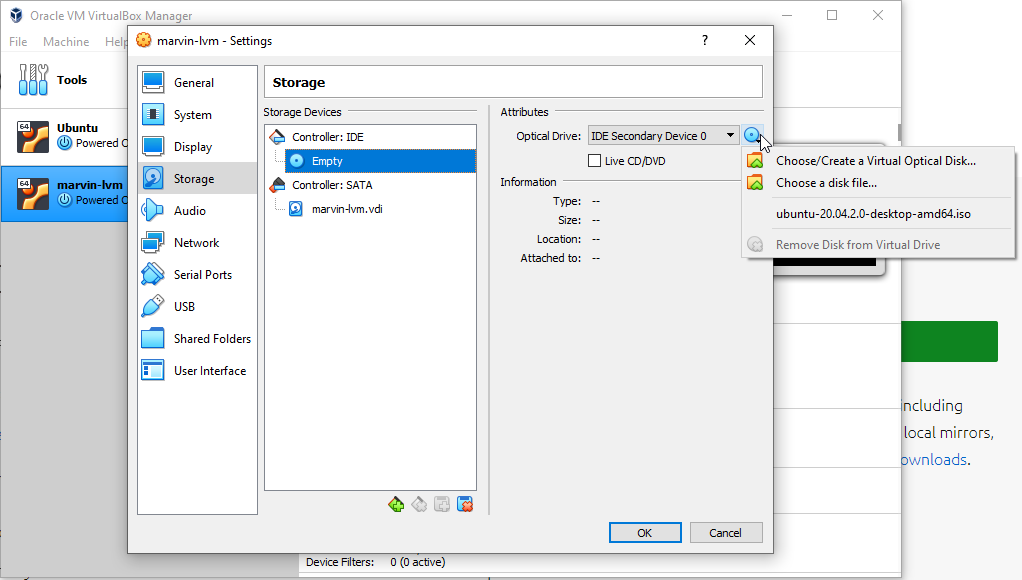 Oracle VM VirtualBox Manager
File Machine Help
Tools
64
Ubuntu
Powered O
64
marvin-lvm
Powered O
marvin-lvm - Settings
?
General
System
Display
Storage
Audio
Network
Serial Ports
USB
Shared Folders
User Interface
Storage
Storage Devices
Controller: IDE
Empty
Controller: SATA
marvin-lvm.vdi
Attributes
Optical Drive: IDE Secondary Device 0
Live CD/DVD
Information
Type: --
Size: --
Location: --
Attached to: --
Choose/Create a Virtual Optical Disk...
Choose a disk file...
ubuntu-20.04.2.0-desktop-amd64.iso
Remove Disk from Virtual Drive
OK Cancel
Device Filters: 0 (0 active)
including
local mirrors,
ownloads.